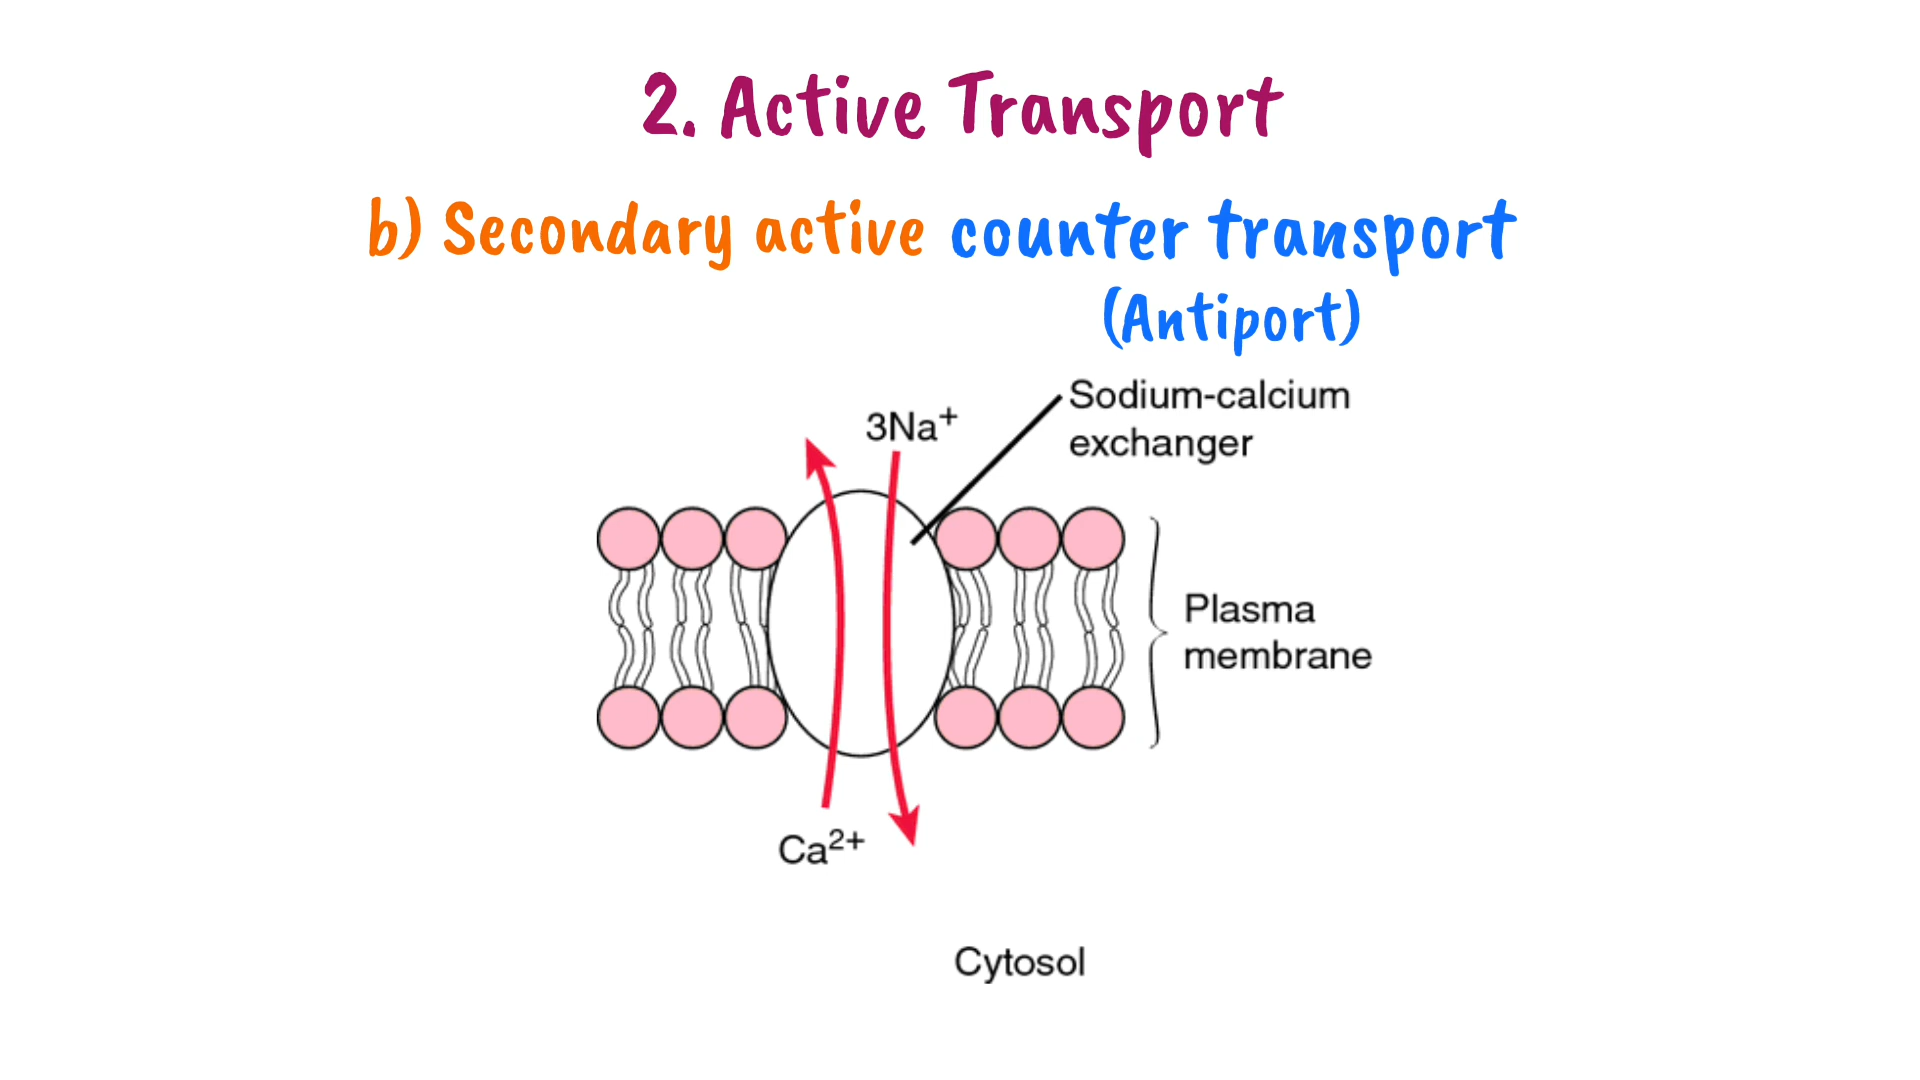 2. Active Transport
b) Secondary active counter transport
(Antiport)
Sodium-calcium
exchanger
3Na⁺
Plasma
membrane
Ca²⁺
Cytosol